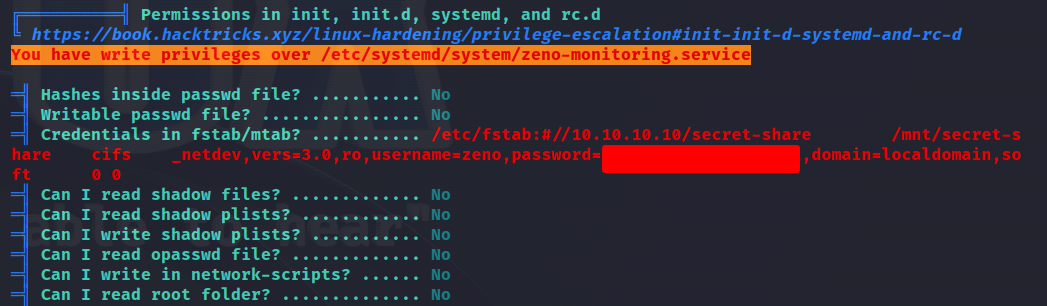 Permissions in init, init.d, systemd, and rc.d
https://book.hacktricks.xyz/linux-hardening/privilege-escalation#init-init-d-systemd-and-rc-d
You have write privileges over /etc/systemd/system/zeno-monitoring.service
Hashes inside passwd file? ........... No
Writable passwd file? ................ No
Credentials in fstab/mtab? ........... /etc/fstab:#//10.10.10.10/secret-share        /mnt/secret-s
hare    cifs    _netdev,vers=3.0,ro,username=zeno,password=                    ,domain=localdomain,so
ft      0 0
Can I read shadow files? ............. No
Can I read shadow plists? ............ No
Can I write shadow plists? ........... No
Can I read opasswd file? ............. No
Can I write in network-scripts? ...... No
Can I read root folder? .............. No